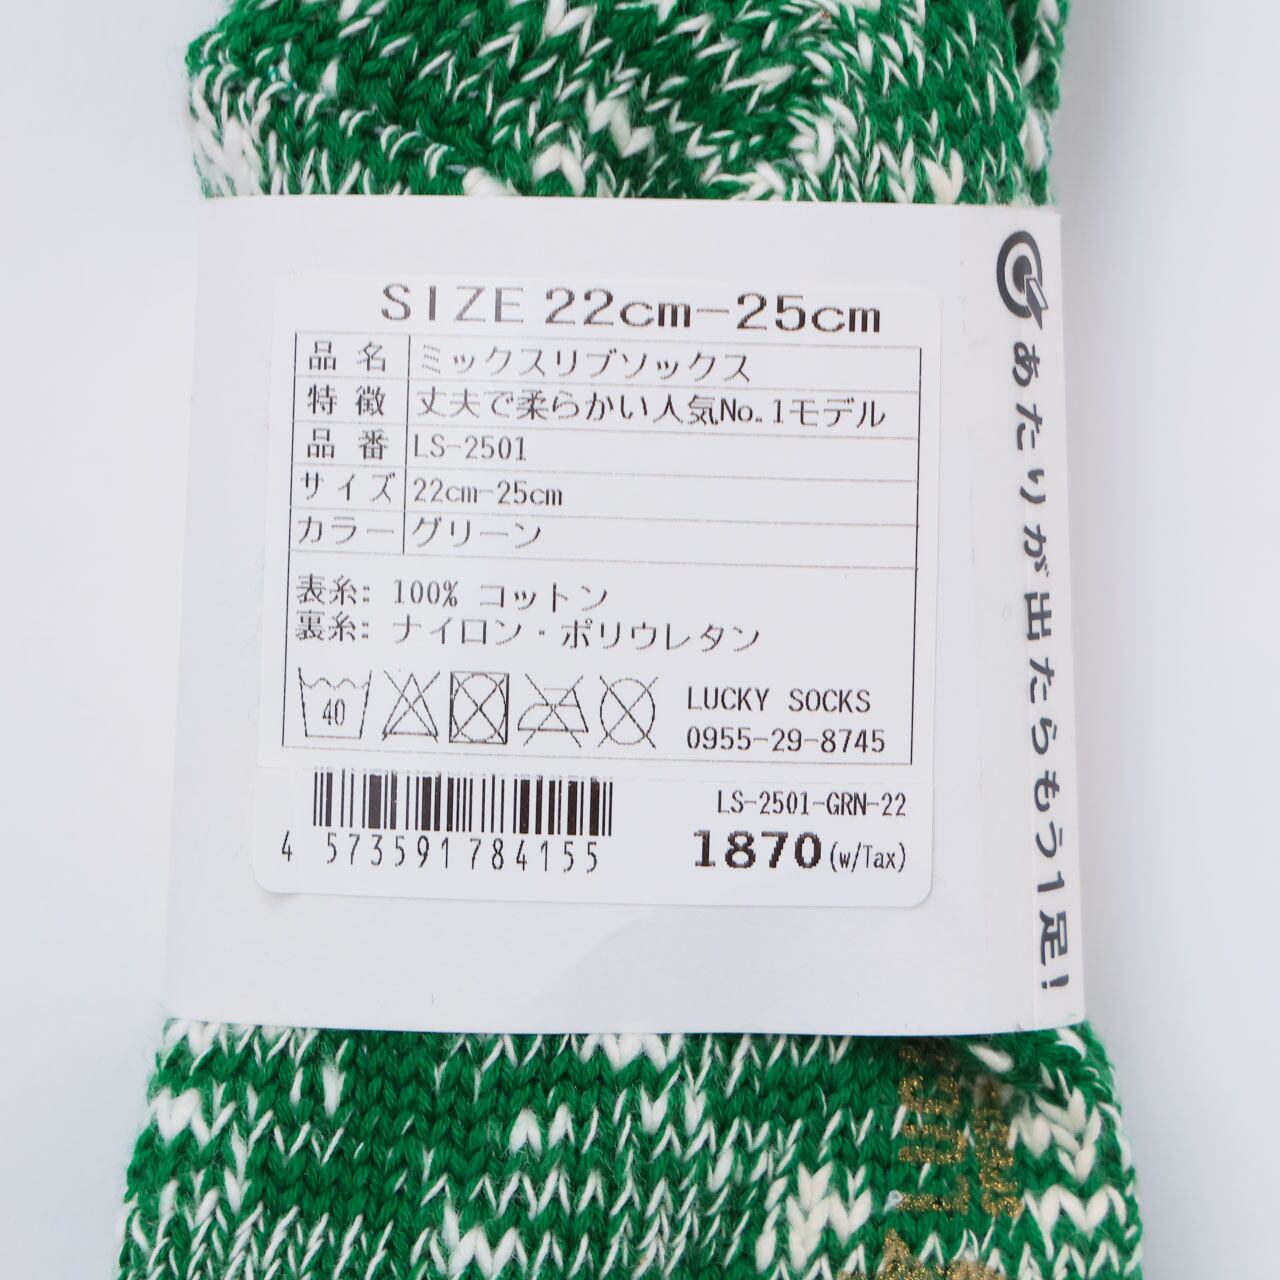 SIZE 22cm-25cm
品名 ミックスリブソックス
特徴 丈夫で柔らかい人気No.1モデル
品番 LS-2501
サイズ 22cm-25cm
カラー グリーン
表糸: 100% コットン
裏糸: ナイロン・ポリウレタン
40
LUCKY SOCKS
0955-29-8745
LS-2501-GRN-22
4 573591 784155
1870(w/Tax)
あたりが出たらもう1足!